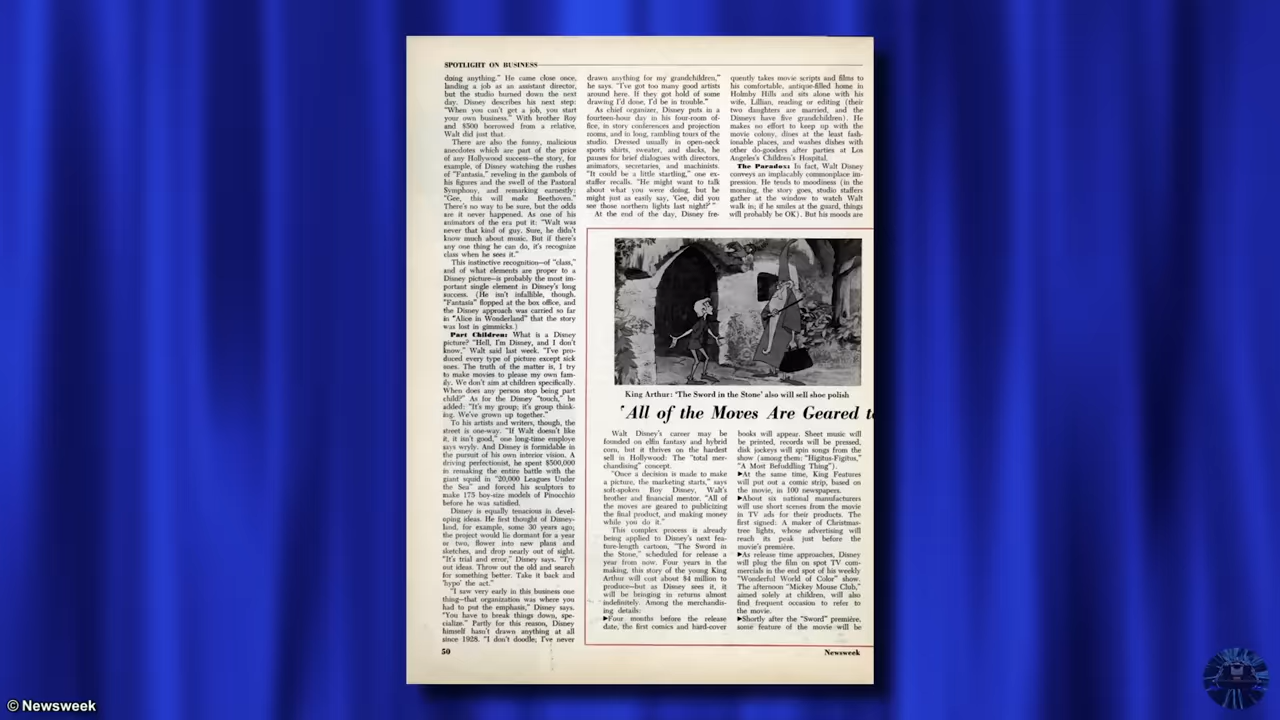 SPOTLIGHT ON BUSINESS
doing anything." He came close once,
landing a job as an assistant director,
but the studio burned down the next
day. Disney describes his next step:
"When you can't get a job, you start
your own business." With brother Roy
and $500 borrowed from a relative,
Walt did just that.
There are also the funny, malicious
anecdotes which are part of the price
of any Hollywood success—the story, for
example, of Disney watching the rushes
of "Fantasia," reveling in the gambols of
his figures and the swell of the Pastoral
Symphony, and remarking earnestly:
"Gee, this will make Beethoven."
There's no way to be sure, but the odds
are it never happened. As one of his
animators of the era put it: "Walt was
never that kind of guy. Sure, he didn't
know much about music. But if there's
any one thing he can do, it's recognize
class when he sees it."
This instinctive recognition—of "class,"
and of what elements are proper to a
Disney picture—is probably the most im-
portant single element in Disney's long
success. (He isn't infallible, though.
"Fantasia" flopped at the box office, and
the Disney approach was carried so far
in "Alice in Wonderland" that the story
was lost in gimmicks.)
Part Children: What is a Disney
picture? "Hell, I'm Disney, and I don't
know," Walt said last week. "I've pro-
duced every type of picture except sick
ones. The truth of the matter is, I try
to make movies to please my own fam-
ily. We don't aim at children specifically.
When does any person stop being part
child?" As for the Disney "touch," he
added: "It's my group; it's group think-
ing. We've grown up together."
To his artists and writers, though, the
street is one-way. "If Walt doesn't like
it, it isn't good," one long-time employe
says wryly. And Disney is formidable in
the pursuit of his own interior vision. A
driving perfectionist, he spent $500,000
in remaking the entire battle with the
giant squid in "20,000 Leagues Under
the Sea" and forced his sculptors to
make 175 boy-size models of Pinocchio
before he was satisfied.
Disney is equally tenacious in devel-
oping ideas. He first thought of Disney-
land, for example, some 30 years ago;
the project would lie dormant for a year
or two, flower into new plans and
sketches, and drop nearly out of sight.
"It's trial and error," Disney says. "Try
out ideas. Throw out the old and search
for something better. Take it back and
'hypo' the act."
"I saw very early in this business one
thing—that organization was where you
had to put the emphasis," Disney says.
"You have to break things down, spe-
cialize." Partly for this reason, Disney
himself hasn't drawn anything at all
since 1928. "I don't doodle; I've never
drawn anything for my grandchildren,"
he says. "I've got too many good artists
around here. If they got hold of some
drawing I'd done, I'd be in trouble."
As chief organizer, Disney puts in a
fourteen-hour day in his four-room of-
fice, in story conferences and projection
rooms, and in long, rambling tours of the
studio. Dressed usually in open-neck
sports shirts, sweater, and slacks, he
pauses for brief dialogues with directors,
animators, secretaries, and machinists.
"It could be a little startling," one ex-
staffer recalls. "He might want to talk
about what you were doing, but he
might just as easily say, 'Gee, did you
see those northern lights last night?' "
At the end of the day, Disney fre-
quently takes movie scripts and films to
his comfortable, antique-filled home in
Holmby Hills and sits alone with his
wife, Lillian, reading or editing (their
two daughters are married, and the
Disneys have five grandchildren). He
makes no effort to keep up with the
movie colony, dines at the least fash-
ionable places, and washes dishes with
other do-gooders after parties at Los
Angeles's Children's Hospital.
The Paradox: In fact, Walt Disney
conveys an implacably commonplace im-
pression. He tends to moodiness (in the
morning, the story goes, studio staffers
gather at the window to watch Walt
walk in; if he smiles at the guard, things
will probably be OK). But his moods are
King Arthur: 'The Sword in the Stone' also will sell shoe polish
'All of the Moves Are Geared t
Walt Disney's career may be
founded on elfin fantasy and hybrid
corn, but it thrives on the hardest
sell in Hollywood: The "total mer-
chandising" concept.
"Once a decision is made to make
a picture, the marketing starts," says
soft-spoken Roy Disney, Walt's
brother and financial mentor. "All of
the moves are geared to publicizing
the final product, and making money
while you do it."
This complex process is already
being applied to Disney's next fea-
ture-length cartoon, "The Sword in
the Stone," scheduled for release a
year from now. Four years in the
making, this story of the young King
Arthur will cost about $4 million to
produce—but as Disney sees it, it
will be bringing in returns almost
indefinitely. Among the merchandis-
ing details:
►Four months before the release
date, the first comics and hard-cover
books will appear. Sheet music will
be printed, records will be pressed,
disk jockeys will spin songs from the
show (among them: "Higitus-Figitus,"
"A Most Befuddling Thing").
►At the same time, King Features
will put out a comic strip, based on
the movie, in 100 newspapers.
►About six national manufacturers
will use short scenes from the movie
in TV ads for their products. The
first signed: A maker of Christmas-
tree lights, whose advertising will
reach its peak just before the
movie's première.
►As release time approaches, Disney
will plug the film on spot TV com-
mercials in the end spot of his weekly
"Wonderful World of Color" show.
The afternoon "Mickey Mouse Club,"
aimed solely at children, will also
find frequent occasion to refer to
the movie.
►Shortly after the "Sword" première,
some feature of the movie will be
50
Newsweek
© Newsweek